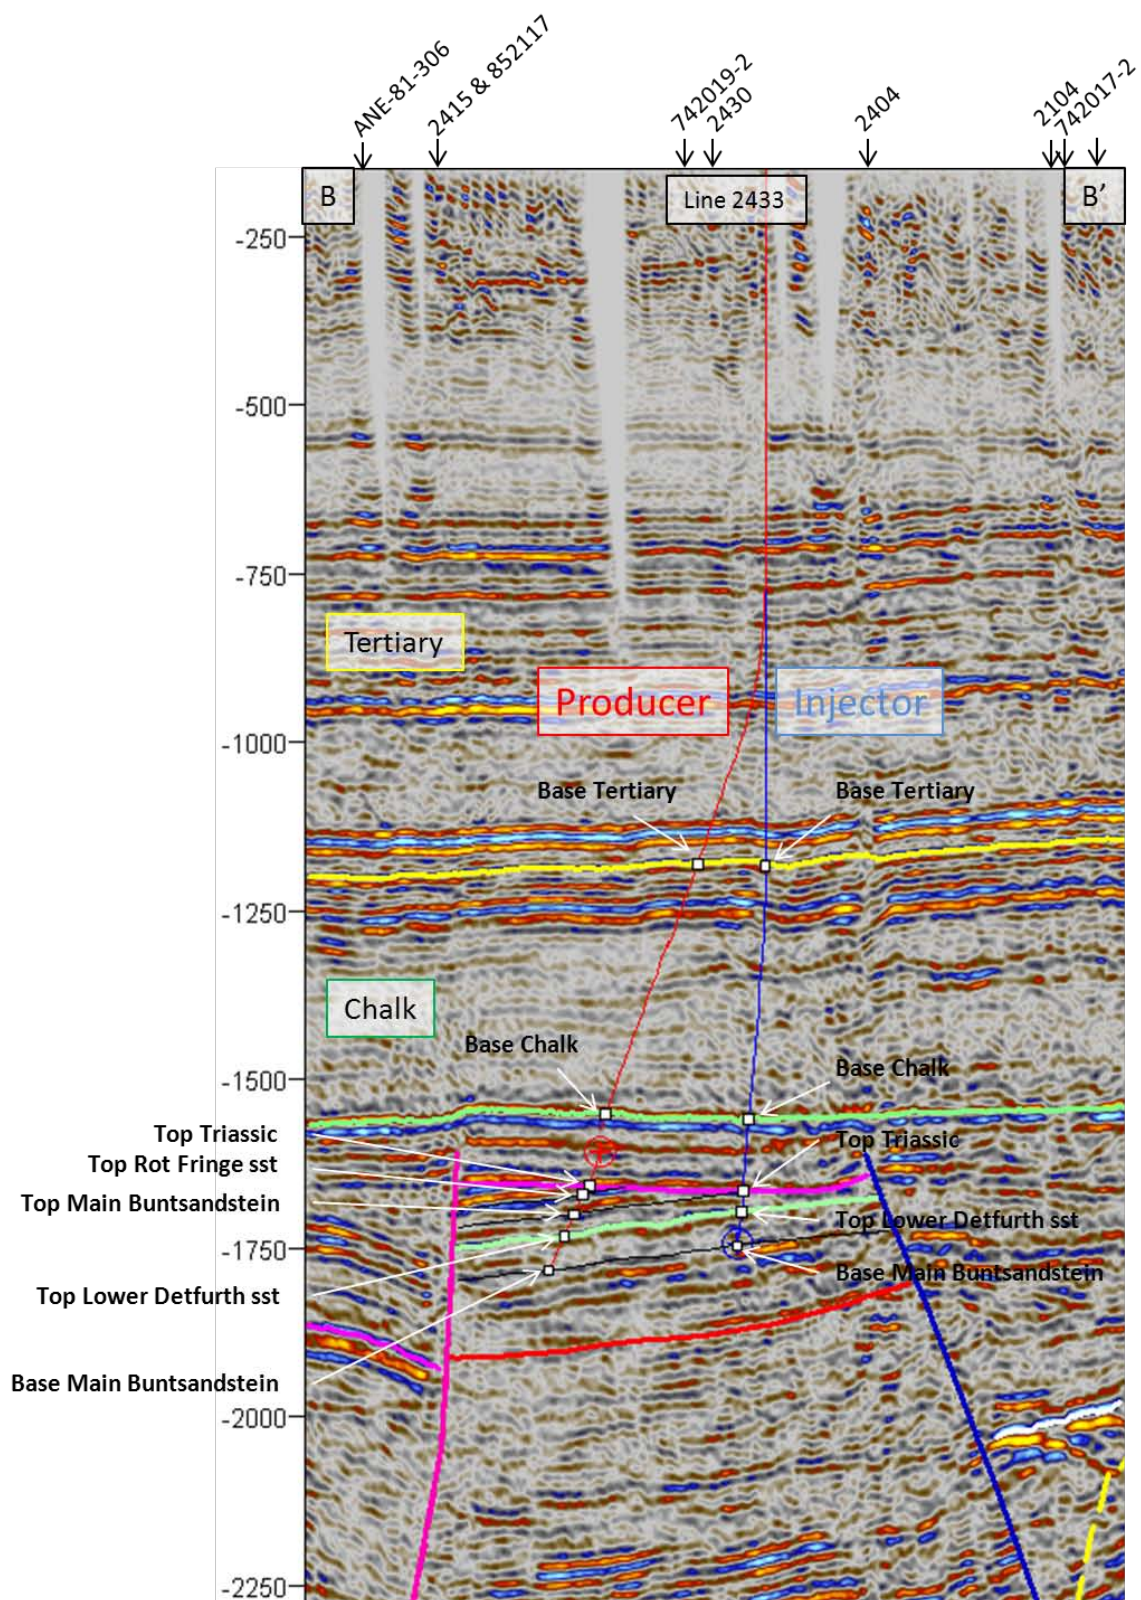 ANE-81-306
2415 & 852117
742019-2
2430
2404
2104
742017-2
B
Line 2433
B’
-250
-500
-750
Tertiary
Producer
Injector
-1000
Base Tertiary
Base Tertiary
-1250
Chalk
Base Chalk
Base Chalk
-1500
Top Triassic
Top Triassic
Top Rot Fringe sst
Top Main Buntsandstein
Top Lower Detfurth sst
-1750
Base Main Buntsandstein
Top Lower Detfurth sst
Base Main Buntsandstein
-2000
-2250